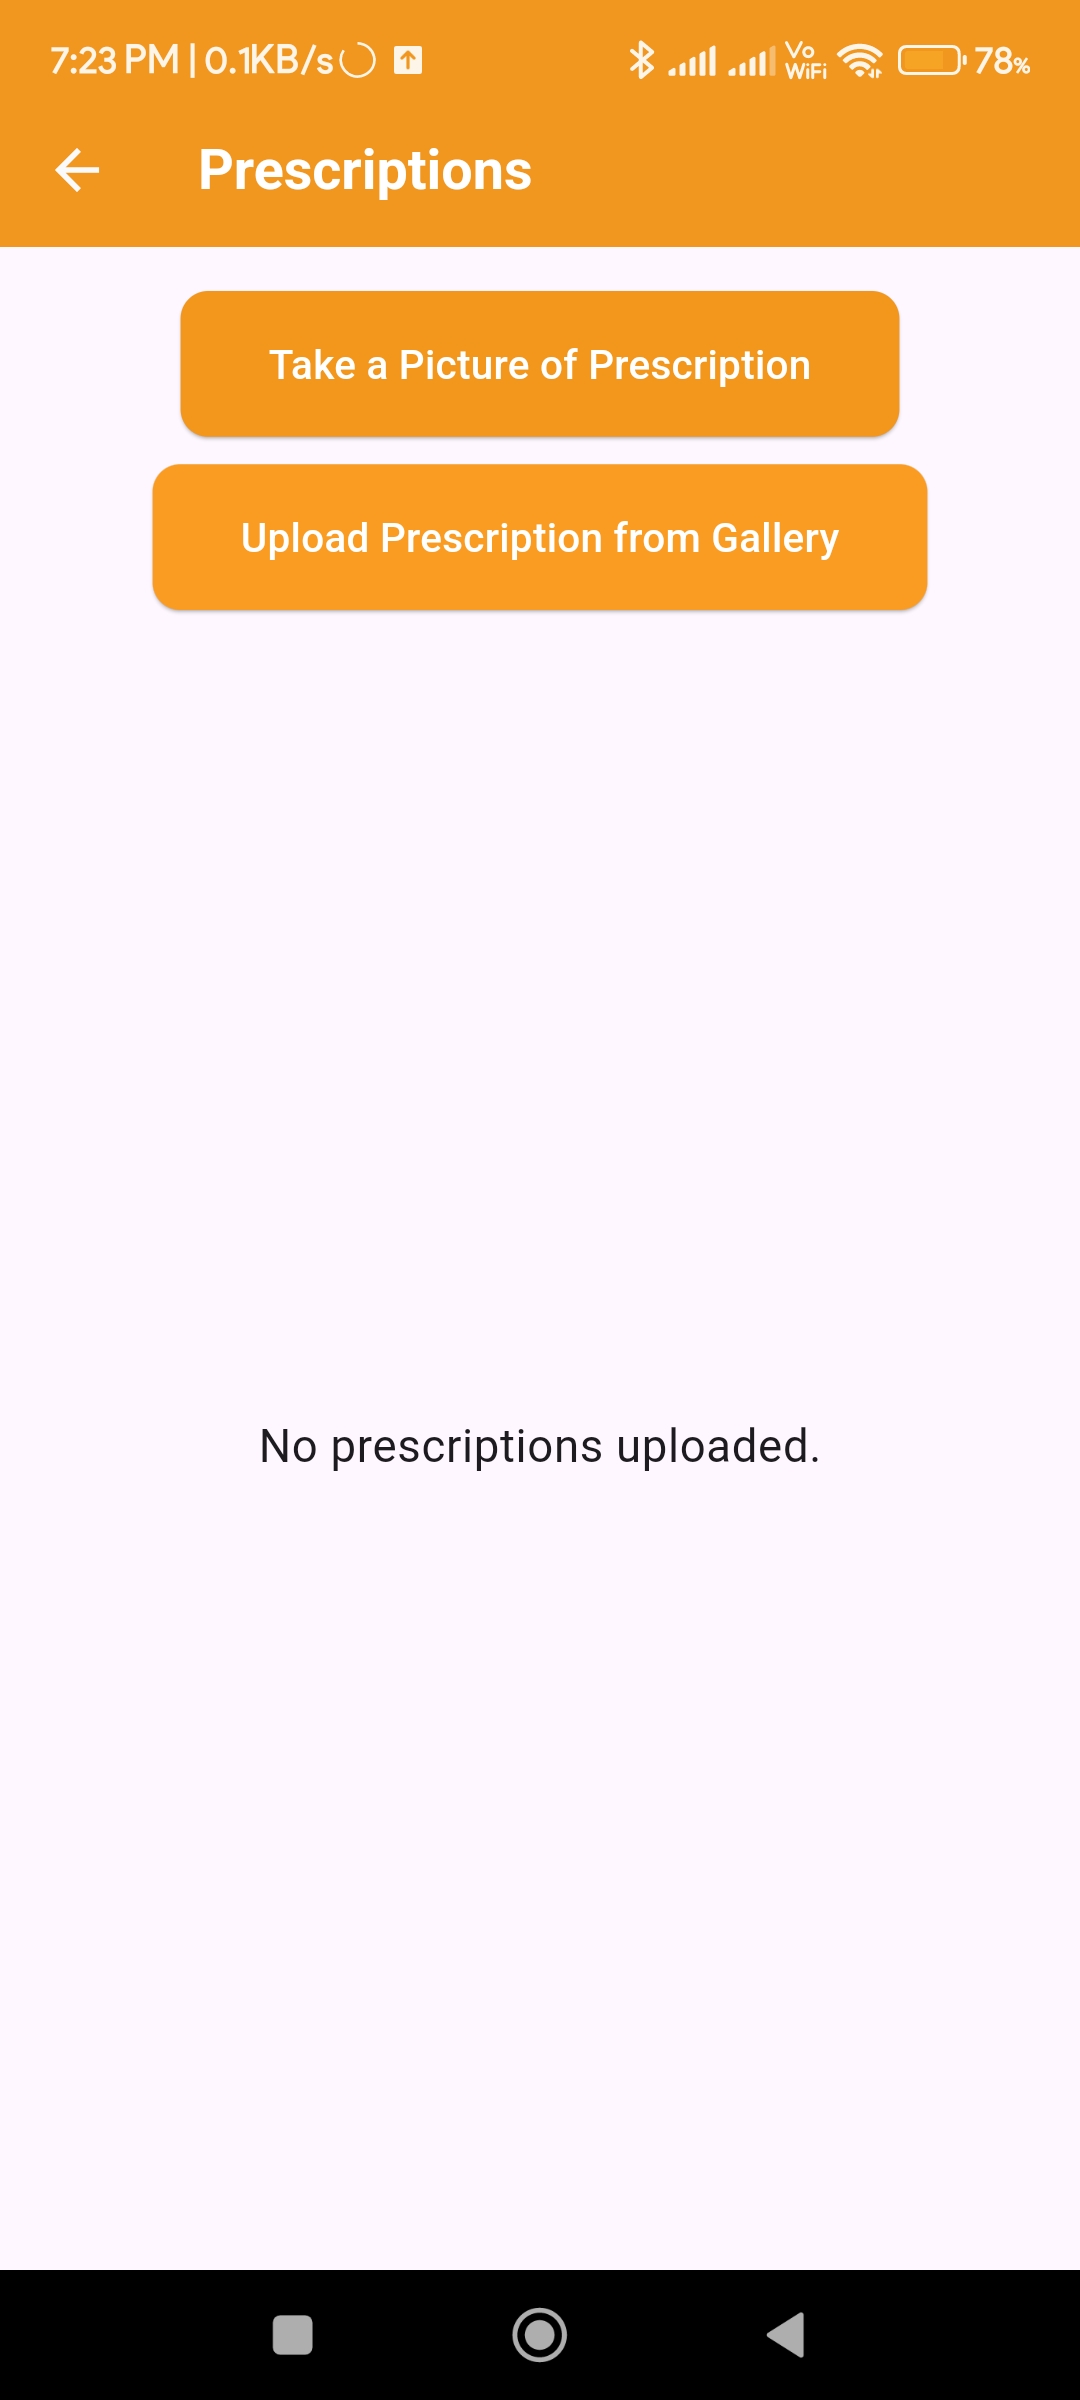 7:23 PM | 0.1KB/s
Vo WiFi
78%
Prescriptions
Take a Picture of Prescription
Upload Prescription from Gallery
No prescriptions uploaded.